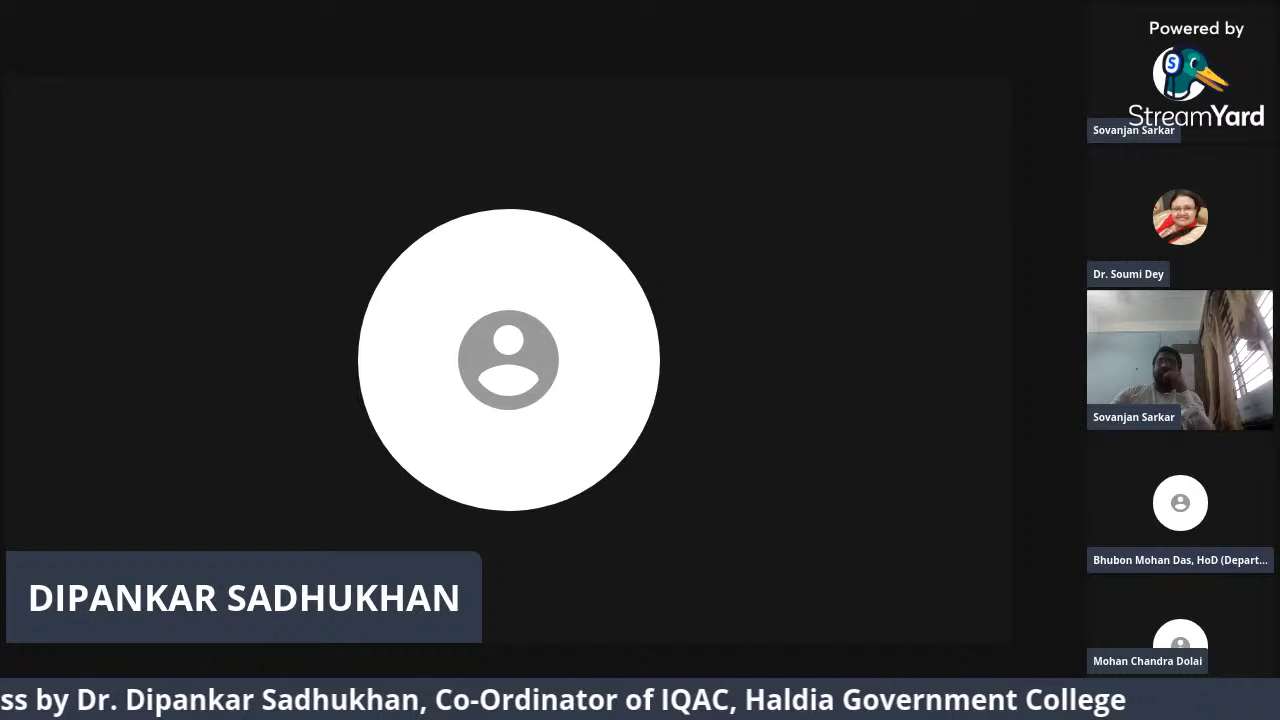 Powered by
StreamYard
Sovanjan Sarkar
Dr. Soumi Dey
Sovanjan Sarkar
Bhubon Mohan Das, HoD (Depart...
Mohan Chandra Dolai
DIPANKAR SADHUKHAN
ss by Dr. Dipankar Sadhukhan, Co-Ordinator of IQAC, Haldia Government College